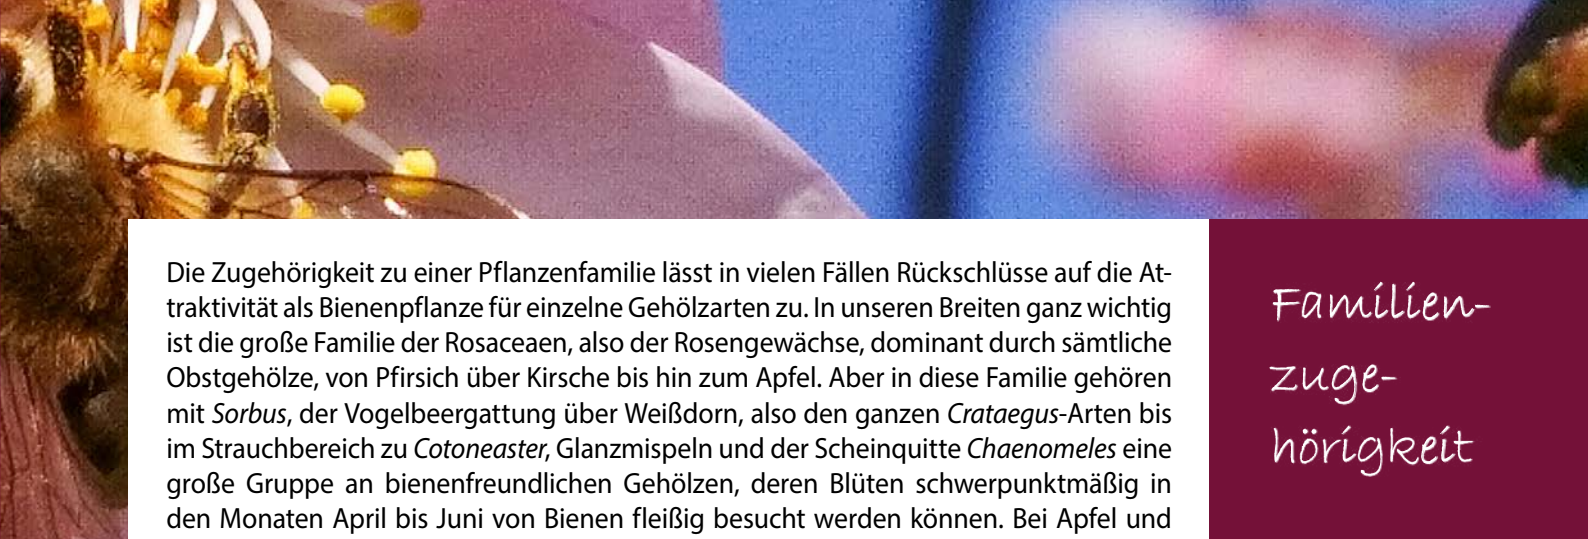 Die Zugehörigkeit zu einer Pflanzenfamilie lässt in vielen Fällen Rückschlüsse auf die At-
traktivität als Bienenpflanze für einzelne Gehölzarten zu. In unseren Breiten ganz wichtig
ist die große Familie der Rosaceaen, also der Rosengewächse, dominant durch sämtliche
Obstgehölze, von Pfirsich über Kirsche bis hin zum Apfel. Aber in diese Familie gehören
mit Sorbus, der Vogelbeergattung über Weißdorn, also den ganzen Crataegus-Arten bis
im Strauchbereich zu Cotoneaster, Glanzmispeln und der Scheinquitte Chaenomeles eine
große Gruppe an bienenfreundlichen Gehölzen, deren Blüten schwerpunktmäßig in
den Monaten April bis Juni von Bienen fleißig besucht werden können. Bei Apfel und
Familien-
zuge-
hörigkeit